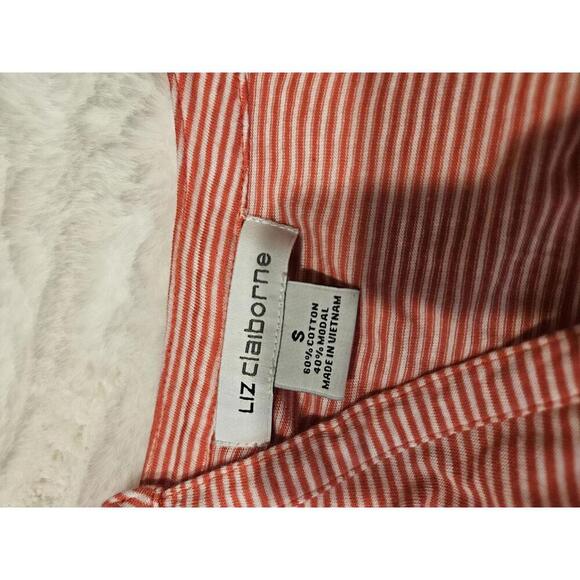 LIZ claiborne
S
60% COTTON
40% MODAL
MADE IN VIETNAM